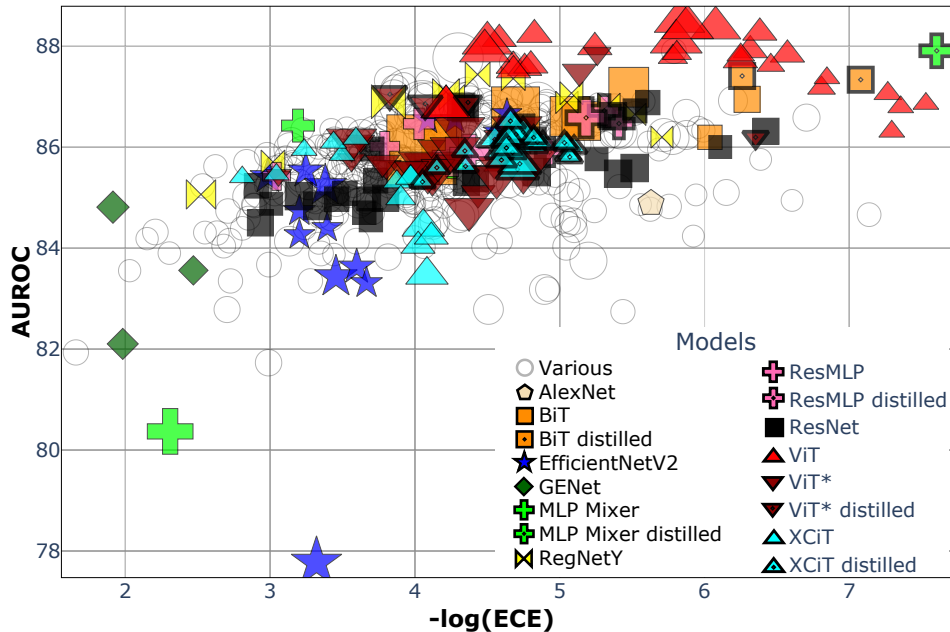 88
86
84
82
80
78
AUROC
2
3
4
5
6
7
-log(ECE)
Models
Various
AlexNet
BiT
BiT distilled
EfficientNetV2
GENet
MLP Mixer
MLP Mixer distilled
RegNetY
ResMLP
ResMLP distilled
ResNet
ViT
ViT*
ViT* distilled
XCiT
XCiT distilled